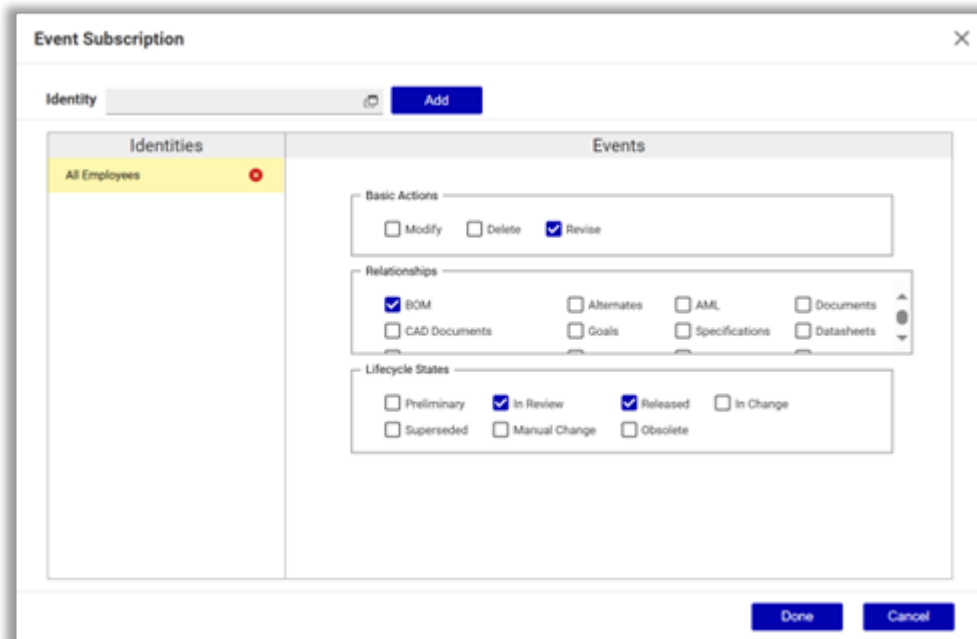 Event Subscription
Identity Add
Identities Events
All Employees
Basic Actions
Modify Delete Revise
Relationships
BOM Alternates AML Documents
CAD Documents Goals Specifications Datasheets
Lifecycle States
Preliminary In Review Released In Change
Superseded Manual Change Obsolete
Done Cancel